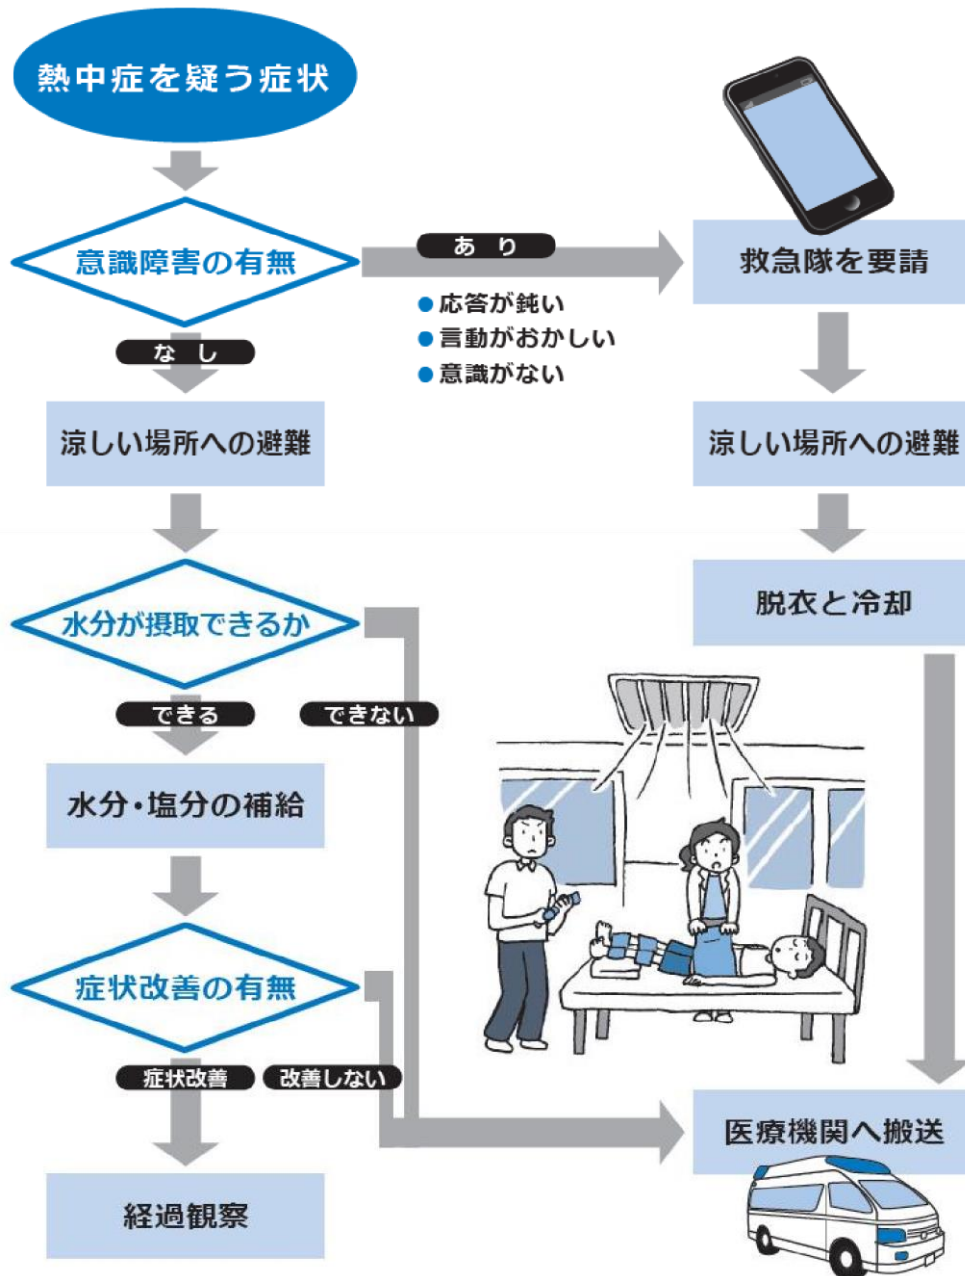 熱中症を疑う症状
意識障害の有無
あり
●応答が鈍い
●言動がおかしい
●意識がない
救急隊を要請
なし
涼しい場所への避難
涼しい場所への避難
水分が摂取できるか
脱衣と冷却
できる
できない
水分・塩分の補給
症状改善の有無
症状改善
改善しない
医療機関へ搬送
経過観察